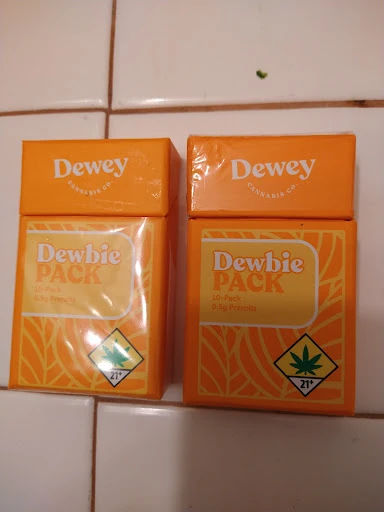 Dewey
CANNABIS CO.
Dewbie
PACK
10-Pack
0.5g Prerolls
21+
Dewey
CANNABIS CO.
Dewbie
PACK
10-Pack
0.5g Prerolls
21+